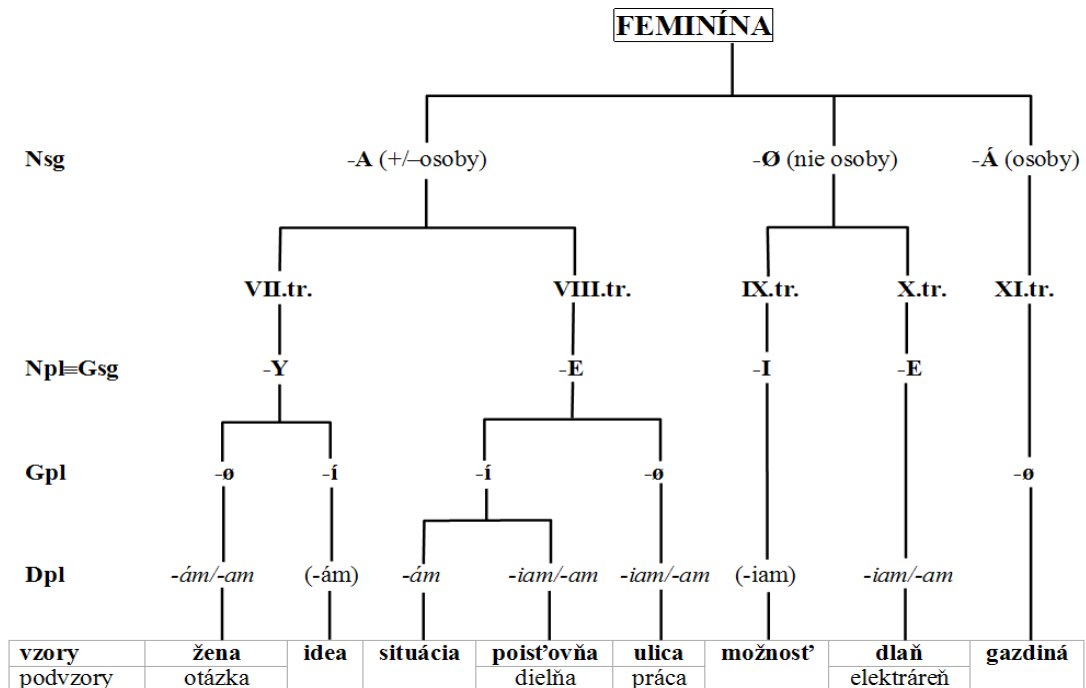 FEMINÍNA
Nsg -A (+/–osoby) -Ø (nie osoby) -Á (osoby)
VII.tr. VIII.tr. IX.tr. X.tr. XI.tr.
Npl≡Gsg -Y -E -I -E
Gpl -ø -í -í -ø -ø
Dpl -ám/-am (-ám) -ám -iam/-am -iam/-am (-iam) -iam/-am
vzory žena idea situácia poisťovňa ulica možnosť dlaň gazdiná
podvzory otázka dielňa práca elektráreň